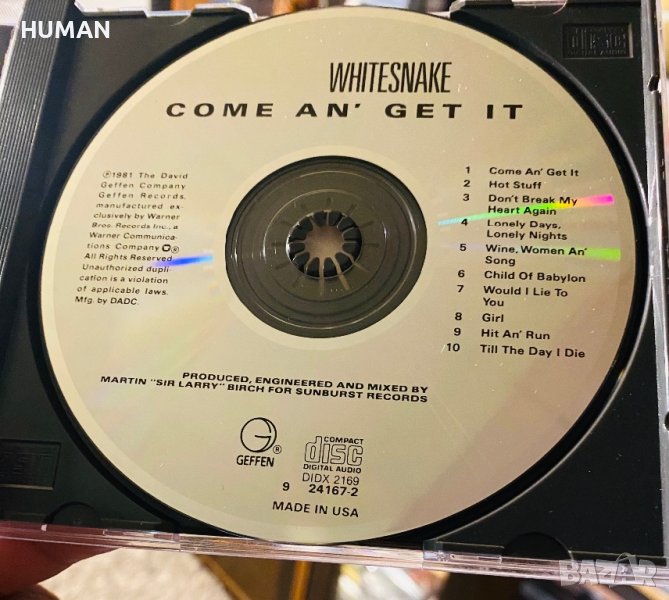 HUMAN
WHITESNAKE
COME AN' GET IT
℗1981 The David
Geffen Company
Geffen Records,
manufactured ex-
clusively by Warner
Bros. Records Inc., a
Warner Communica-
tions Company ®
All Rights Reserved.
Unauthorized dupli-
cation is a violation
of applicable laws.
Mfg. by DADC.
1 Come An' Get It
2 Hot Stuff
3 Don't Break My
Heart Again
4 Lonely Days,
Lonely Nights
5 Wine, Women An'
Song
6 Child Of Babylon
7 Would I Lie To
You
8 Girl
9 Hit An' Run
10 Till The Day I Die
PRODUCED, ENGINEERED AND MIXED BY
MARTIN "SIR LARRY" BIRCH FOR SUNBURST RECORDS
GEFFEN ®
COMPACT
disc
DIGITAL AUDIO
DIDX 2169
9 24167-2
MADE IN USA
BAZAR